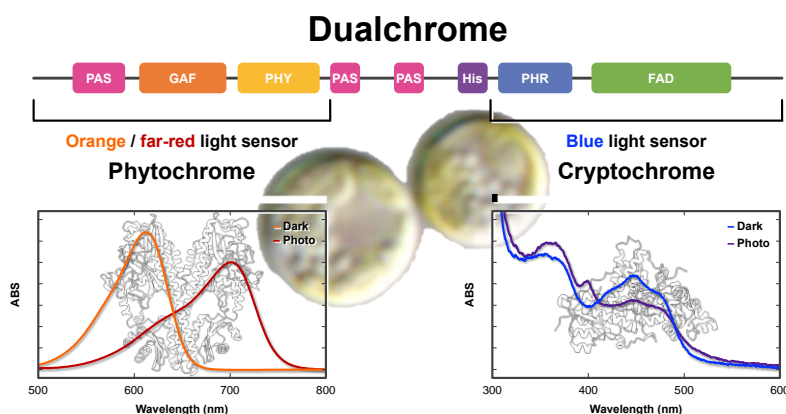 Dualchrome
PAS GAF PHY PAS PAS His PHR FAD
Orange / far-red light sensor
Phytochrome
Blue light sensor
Cryptochrome
Dark
Photo
ABS
500 600 700 800
Wavelength (nm)
Dark
Photo
ABS
300 400 500 600
Wavelength (nm)